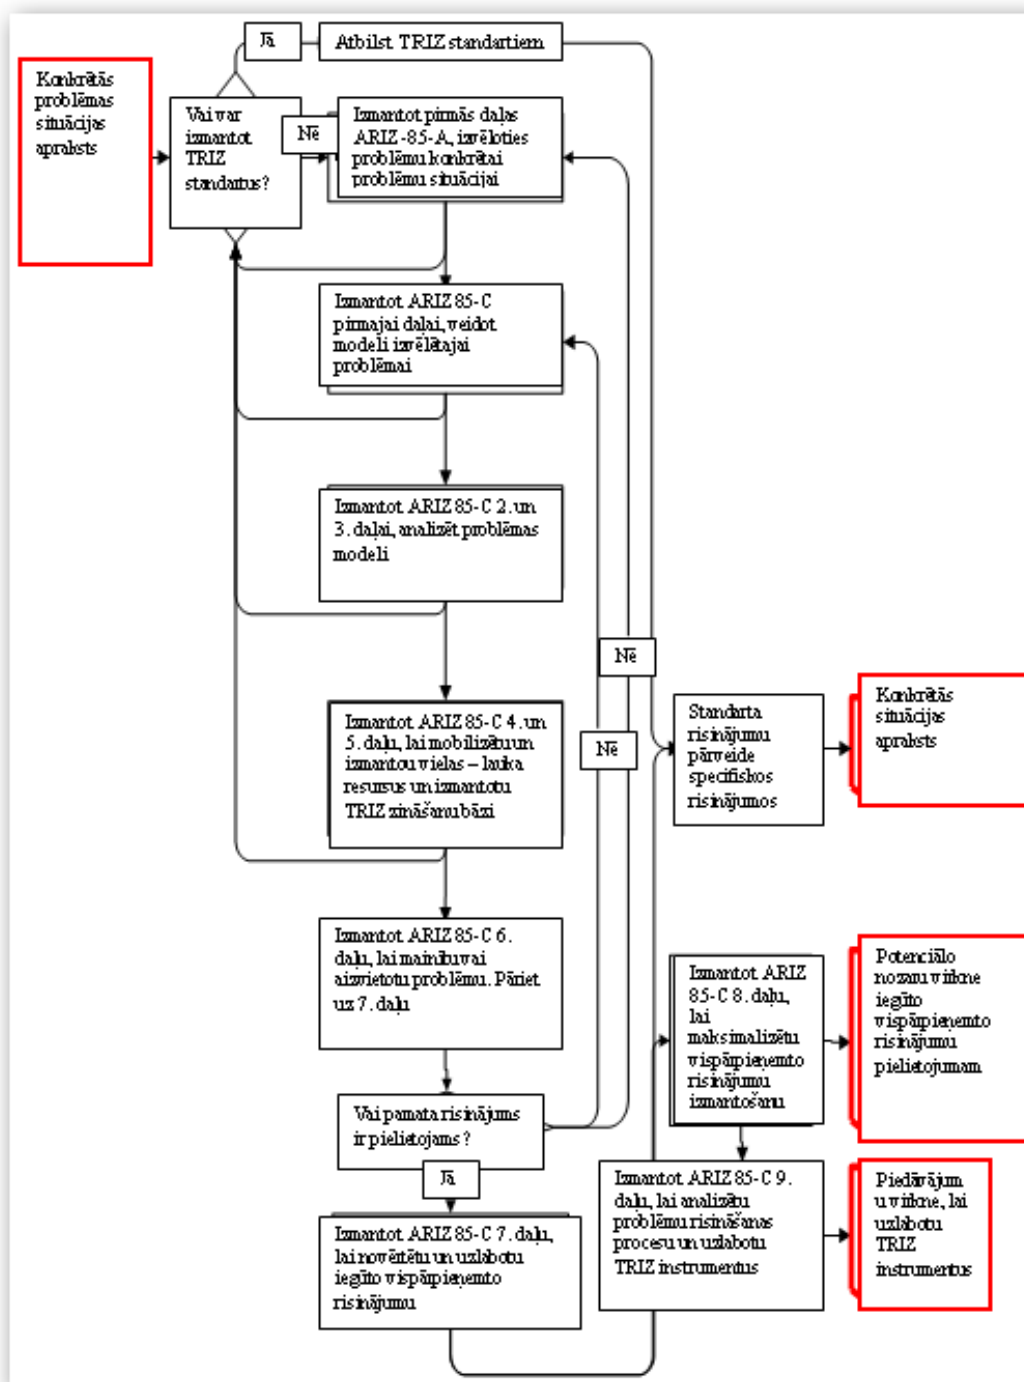 Jā
Atbilst TRIZ standartiem
Konkrētās
problēmas
situācijas
apraksts
Vai var
izmantot
TRIZ
standartus?
Nē
Izmantot pirmās daļas
ARIZ-85-A, izvēloties
problēmu konkrētai
problēmu situācijai
Izmantot ARIZ 85-C
pirmajai daļai, veidot
modeli izvēlētajai
problēmai
Izmantot ARIZ 85-C 2. un
3. daļai, analizēt problēmas
modeli
Nē
Nē
Izmantot ARIZ 85-C 4. un
5. daļu, lai mobilizētu un
izmantou vielas – lauka
resursus un izmantotu
TRIZ zināšanu bāzi
Standarta
risinājumu
pārveide
specifiskos
risinājumos
Konkrētās
situācijas
apraksts
Izmantot ARIZ 85-C 6.
daļu, lai mainītu vai
aizvietotu problēmu. Pāriet
uz 7. daļu
Izmantot ARIZ
85-C 8. daļu,
lai
maksimalizētu
vispārpieņemto
risinājumu
izmantošanu
Potenciālo
nozaru virkne
iegūto
vispārpieņemto
risinājumu
pielietojumam
Vai pamata risinājums
ir pielietojams?
Jā
Izmantot ARIZ 85-C 7. daļu,
lai novērtētu un uzlabotu
iegūto vispārpieņemto
risinājumu
Izmantot ARIZ 85-C 9.
daļu, lai analizētu
problēmu risināšanas
procesu un uzlabotu
TRIZ instrumentus
Piedāvājum
u virkne, lai
uzlabotu
TRIZ
instrumentus